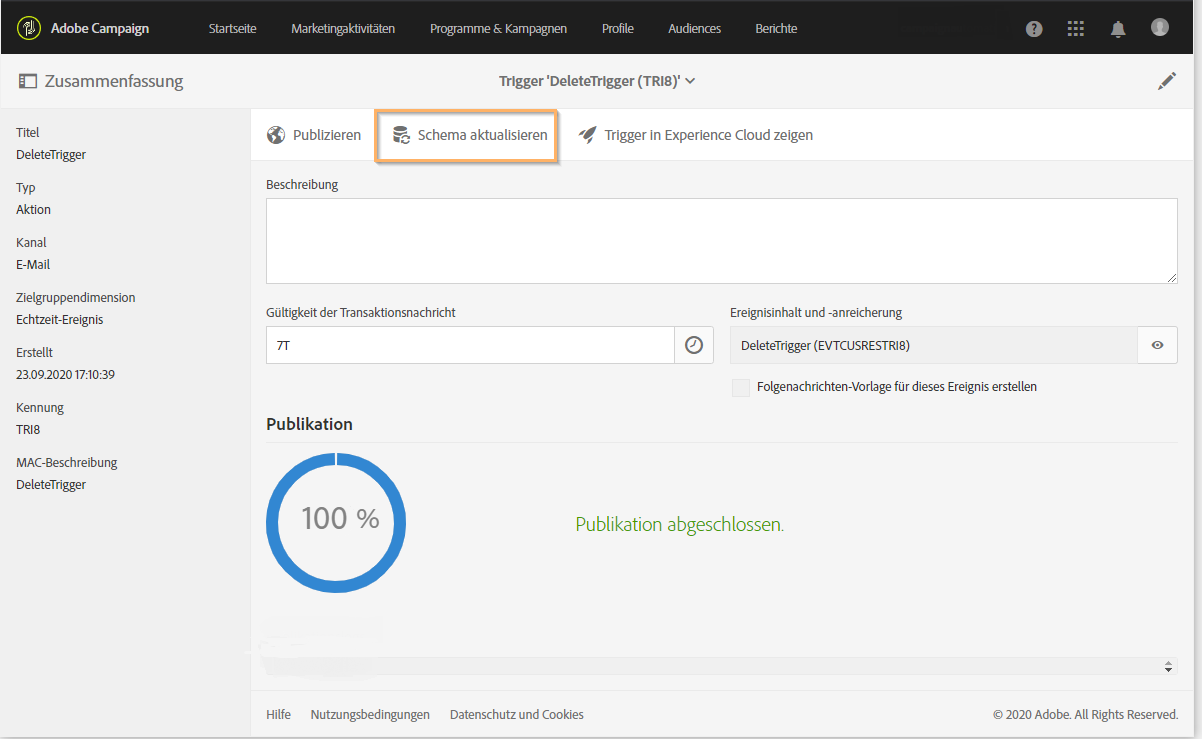 Adobe Campaign Startseite Marketingaktivitäten Programme & Kampagnen Profile Audiences Berichte
Zusammenfassung Trigger 'DeleteTrigger (TRI8)'
Titel
DeleteTrigger
Typ
Aktion
Kanal
E-Mail
Zielgruppendimension
Echtzeit-Ereignis
Erstellt
23.09.2020 17:10:39
Kennung
TRI8
MAC-Beschreibung
DeleteTrigger
Publizieren Schema aktualisieren Trigger in Experience Cloud zeigen
Beschreibung
Gültigkeit der Transaktionsnachricht Ereignisinhalt und -anreicherung
7T DeleteTrigger (EVTCUSRESTRI8)
Folgenachrichten-Vorlage für dieses Ereignis erstellen
Publikation
100 % Publikation abgeschlossen.
Hilfe Nutzungsbedingungen Datenschutz und Cookies © 2020 Adobe. All Rights Reserved.